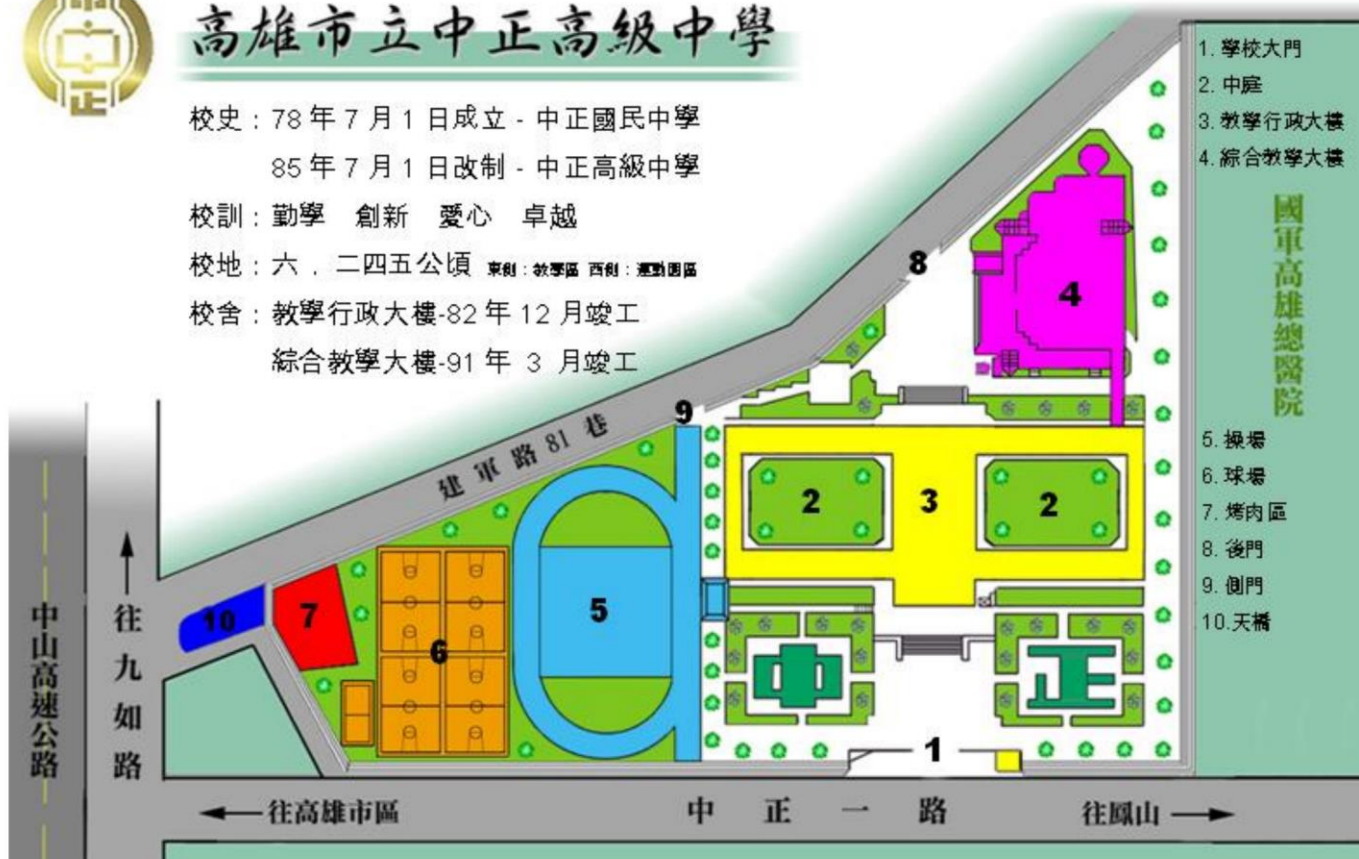 中正
高雄市立中正高級中學
校史：78年7月1日成立 - 中正國民中學
85年7月1日改制 - 中正高級中學
校訓：勤學 創新 愛心 卓越
校地：六．二四五公頃 東側：教學區 西側：運動園區
校舍：教學行政大樓-82年12月竣工
綜合教學大樓-91年 3 月竣工
1. 學校大門
2. 中庭
3. 教學行政大樓
4. 綜合教學大樓
國軍高雄總醫院
5. 操場
6. 球場
7. 烤肉區
8. 後門
9. 側門
10.天橋
8
4
9
建軍路81巷
2
3
2
5
10
7
6
中正
1
中山高速公路
往九如路
往高雄市區
中正一路
往鳳山